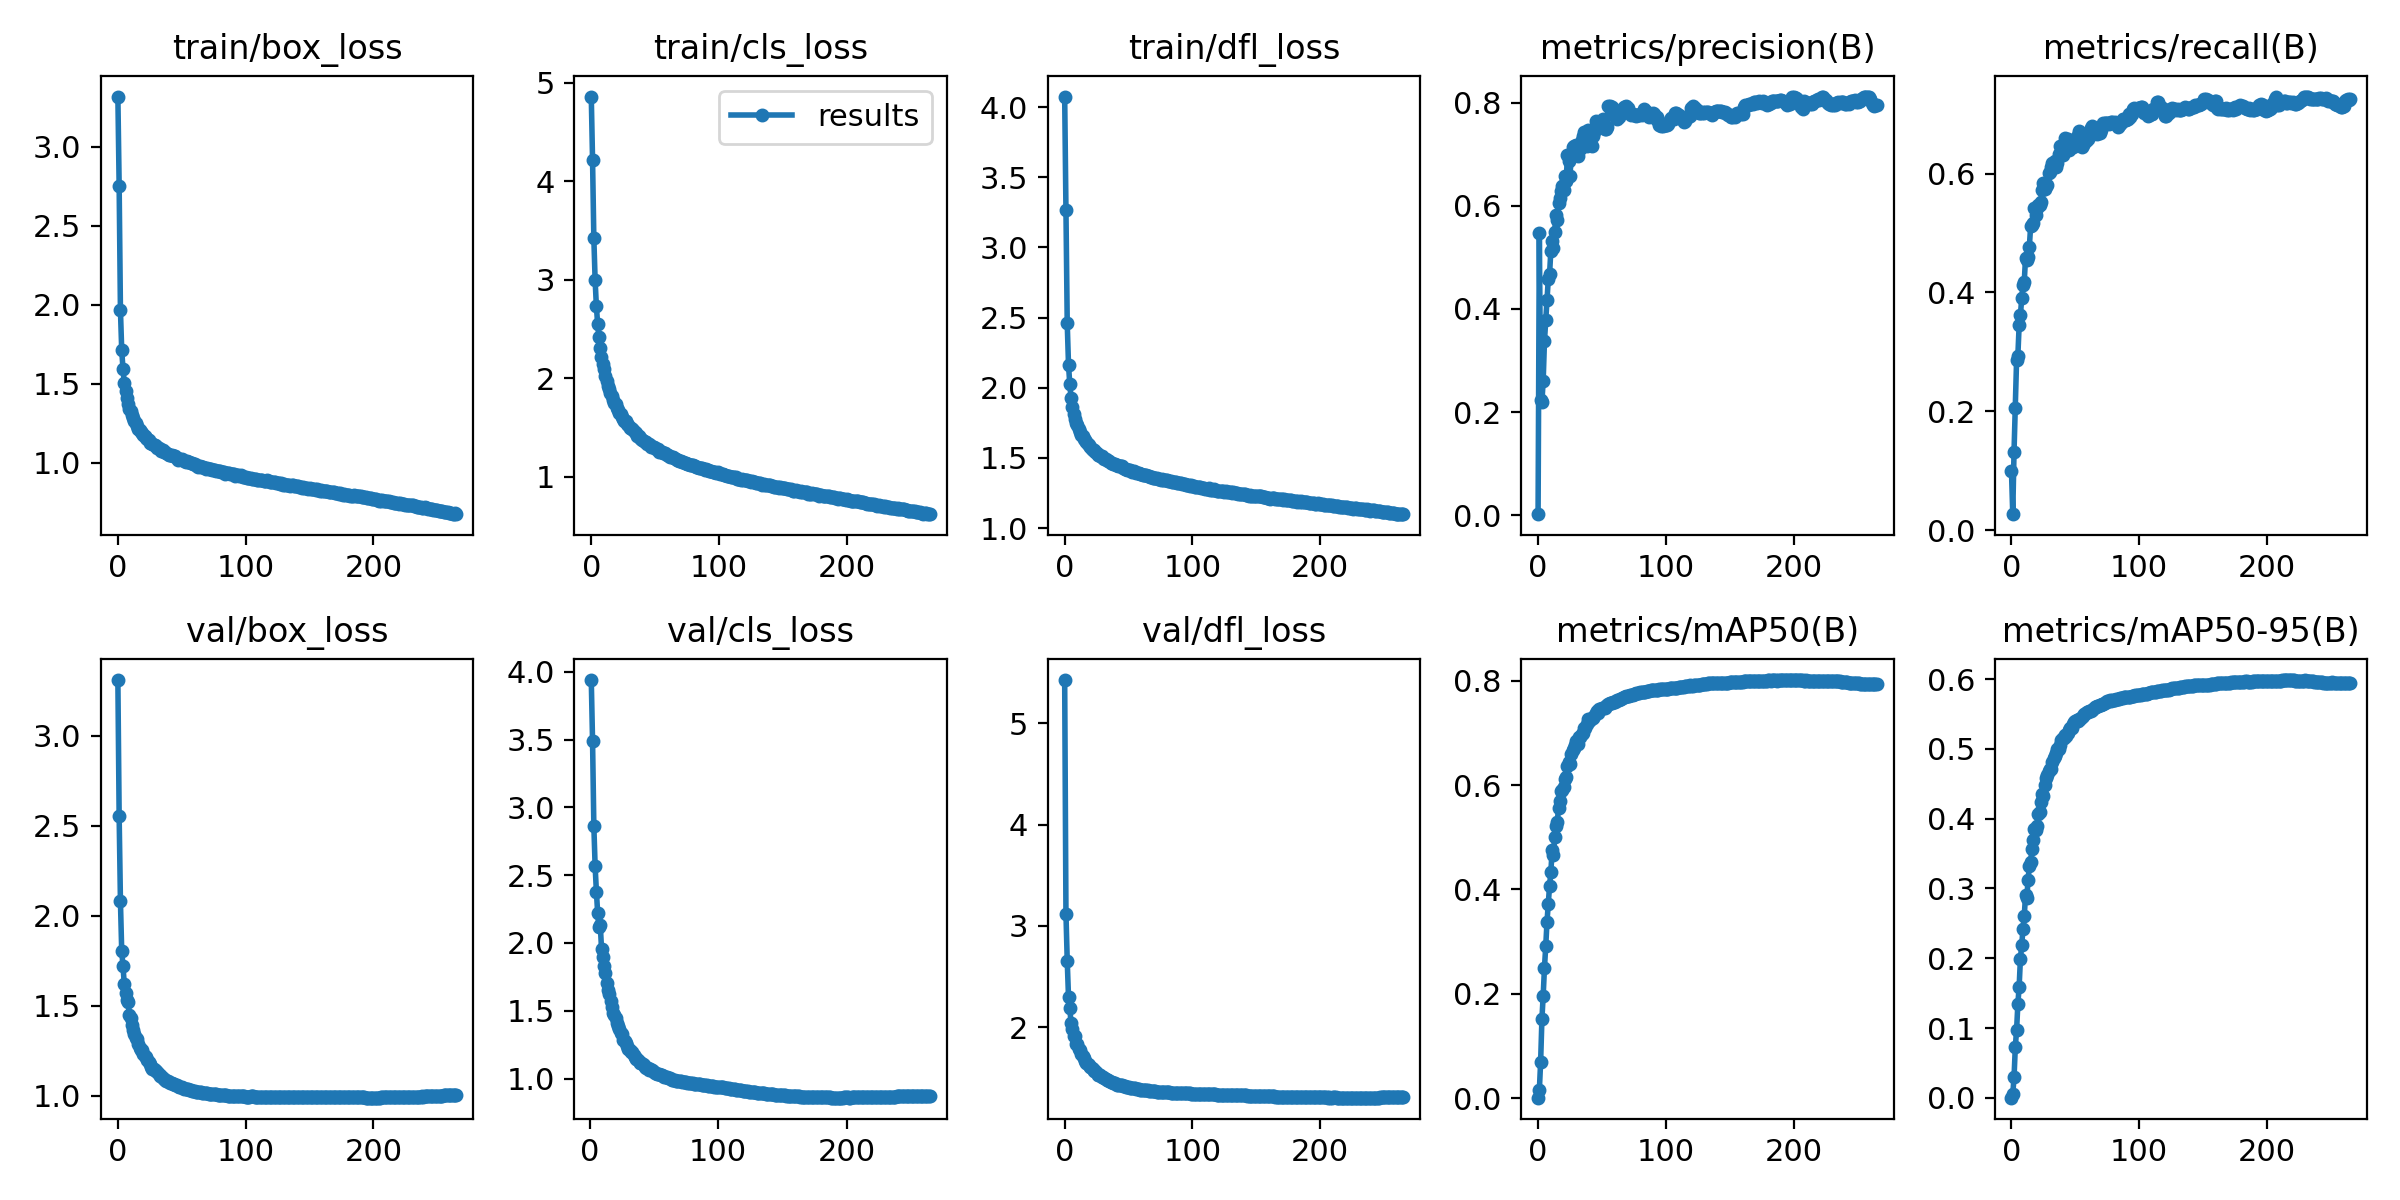 train/box_loss
3.0
2.5
2.0
1.5
1.0
0 100 200
train/cls_loss
results
5
4
3
2
1
0 100 200
train/dfl_loss
4.0
3.5
3.0
2.5
2.0
1.5
1.0
0 100 200
metrics/precision(B)
0.8
0.6
0.4
0.2
0.0
0 100 200
metrics/recall(B)
0.6
0.4
0.2
0.0
0 100 200
val/box_loss
3.0
2.5
2.0
1.5
1.0
0 100 200
val/cls_loss
4.0
3.5
3.0
2.5
2.0
1.5
1.0
0 100 200
val/dfl_loss
5
4
3
2
0 100 200
metrics/mAP50(B)
0.8
0.6
0.4
0.2
0.0
0 100 200
metrics/mAP50-95(B)
0.6
0.5
0.4
0.3
0.2
0.1
0.0
0 100 200